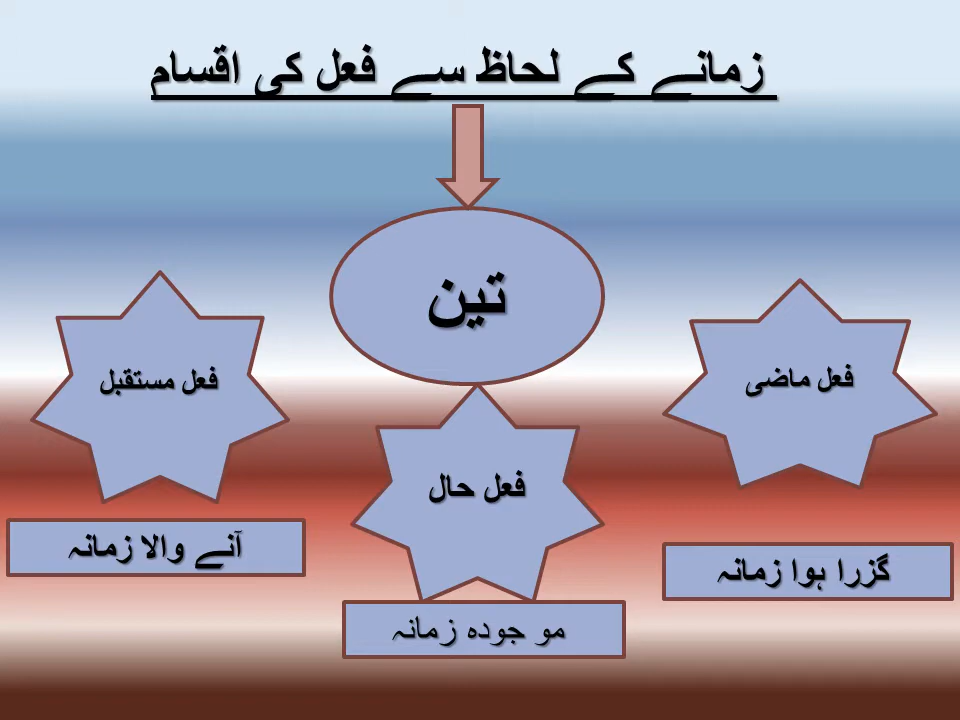 زمانے کے لحاظ سے فعل کی اقسام
تین
فعل ماضی
فعل مستقبل
فعل حال
آنے والا زمانہ
گزرا ہوا زمانہ
مو جودہ زمانہ